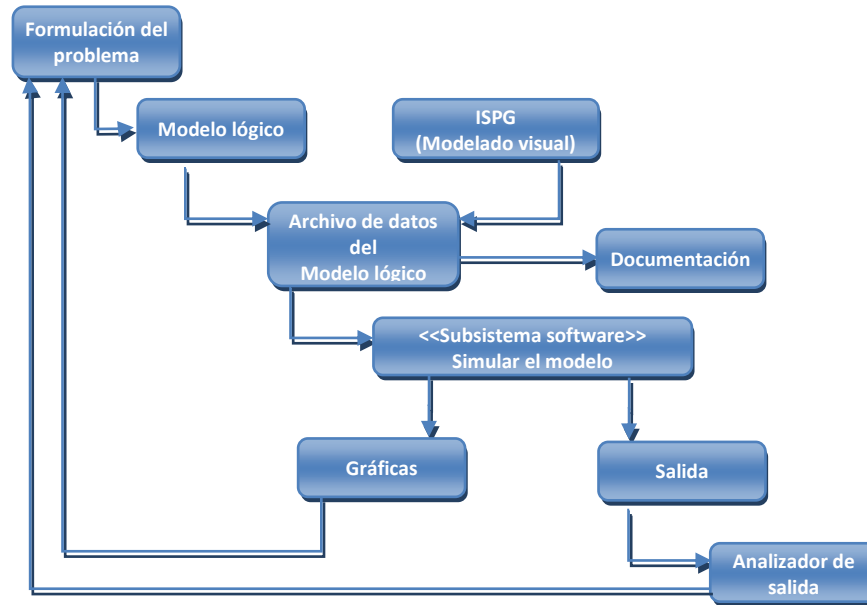 Formulación del
problema
Modelo lógico
ISPG
(Modelado visual)
Archivo de datos
del
Modelo lógico
Documentación
<<Subsistema software>>
Simular el modelo
Gráficas
Salida
Analizador de
salida